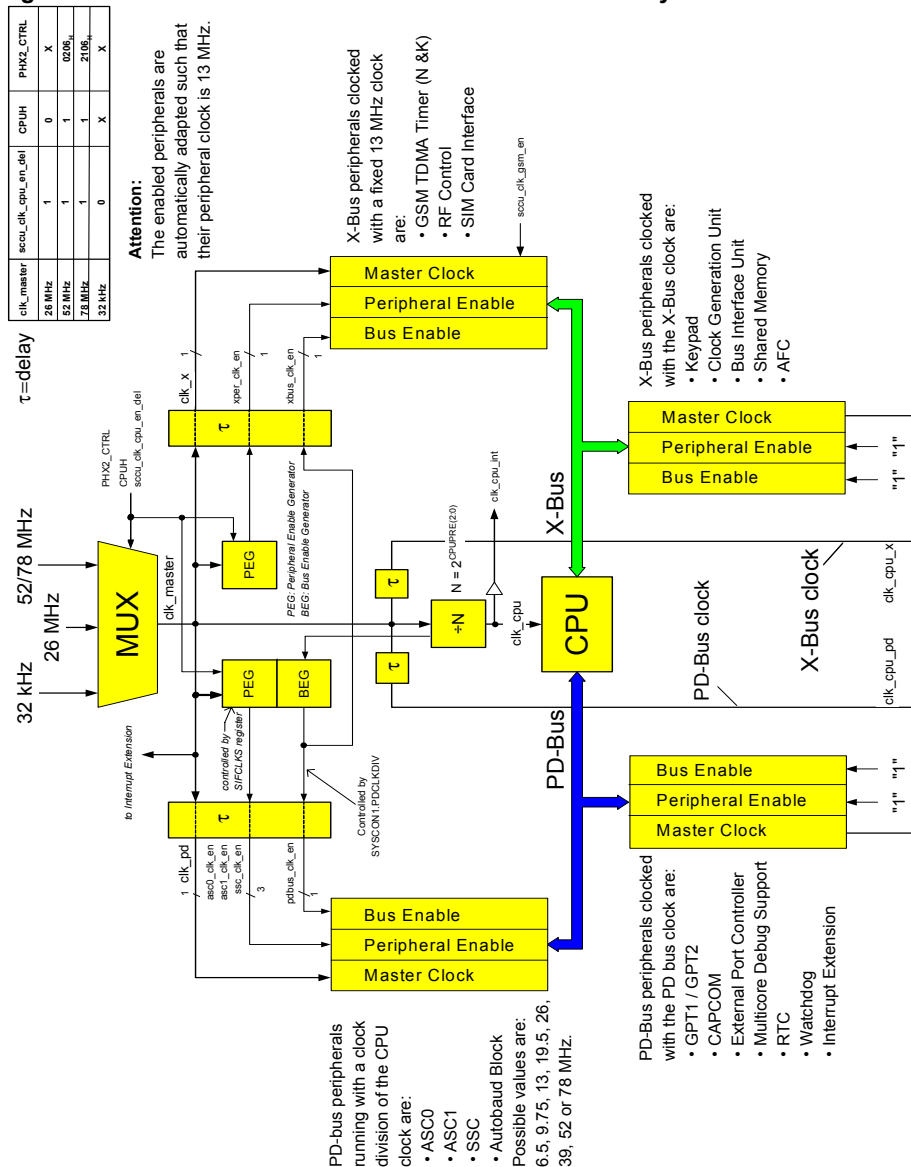 clk_master sccu_clk_cpu_en_del CPUH PHX2_CTRL
26 MHz 1 0 X
52 MHz 1 1 0206H
78 MHz 1 1 2106H
32 kHz 0 X X
τ=delay
Attention:
The enabled peripherals are
automatically adapted such that
their peripheral clock is 13 MHz.
32 kHz
26 MHz
52/78 MHz
MUX
PHX2_CTRL
CPUH
sccu_clk_cpu_en_del
clk_master
to Interrupt Extension
PEG
PEG
BEG
controlled by
SIFCLKS register
PEG: Peripheral Enable Generator
BEG: Bus Enable Generator
τ
τ
τ
τ
Controlled by
SYSCON1.PDCLKDIV
1
clk_pd
asc0_clk_en
asc1_clk_en
ssc_clk_en
3
pdbus_clk_en
1
clk_x
1
xper_clk_en
1
xbus_clk_en
1
÷N
N = 2^CPUPRE(2:0)
clk_cpu
clk_cpu_int
CPU
PD-Bus
X-Bus
PD-bus peripherals
running with a clock
division of the CPU
clock are:
• ASC0
• ASC1
• SSC
• Autobaud Block
Possible values are:
6.5, 9.75, 13, 19.5, 26,
39, 52 or 78 MHz.
Bus Enable
Peripheral Enable
Master Clock
X-Bus peripherals clocked
with a fixed 13 MHz clock
are:
• GSM TDMA Timer (N &K)
• RF Control
• SIM Card Interface
Master Clock
Peripheral Enable
Bus Enable
sccu_clk_gsm_en
PD-Bus peripherals clocked
with the PD bus clock are:
• GPT1 / GPT2
• CAPCOM
• External Port Controller
• Multicore Debug Support
• RTC
• Watchdog
• Interrupt Extension
Bus Enable
Peripheral Enable
Master Clock
"1" "1"
PD-Bus clock
clk_cpu_pd
X-Bus clock
clk_cpu_x
X-Bus peripherals clocked
with the X-Bus clock are:
• Keypad
• Clock Generation Unit
• Bus Interface Unit
• Shared Memory
• AFC
Master Clock
Peripheral Enable
Bus Enable
"1" "1"